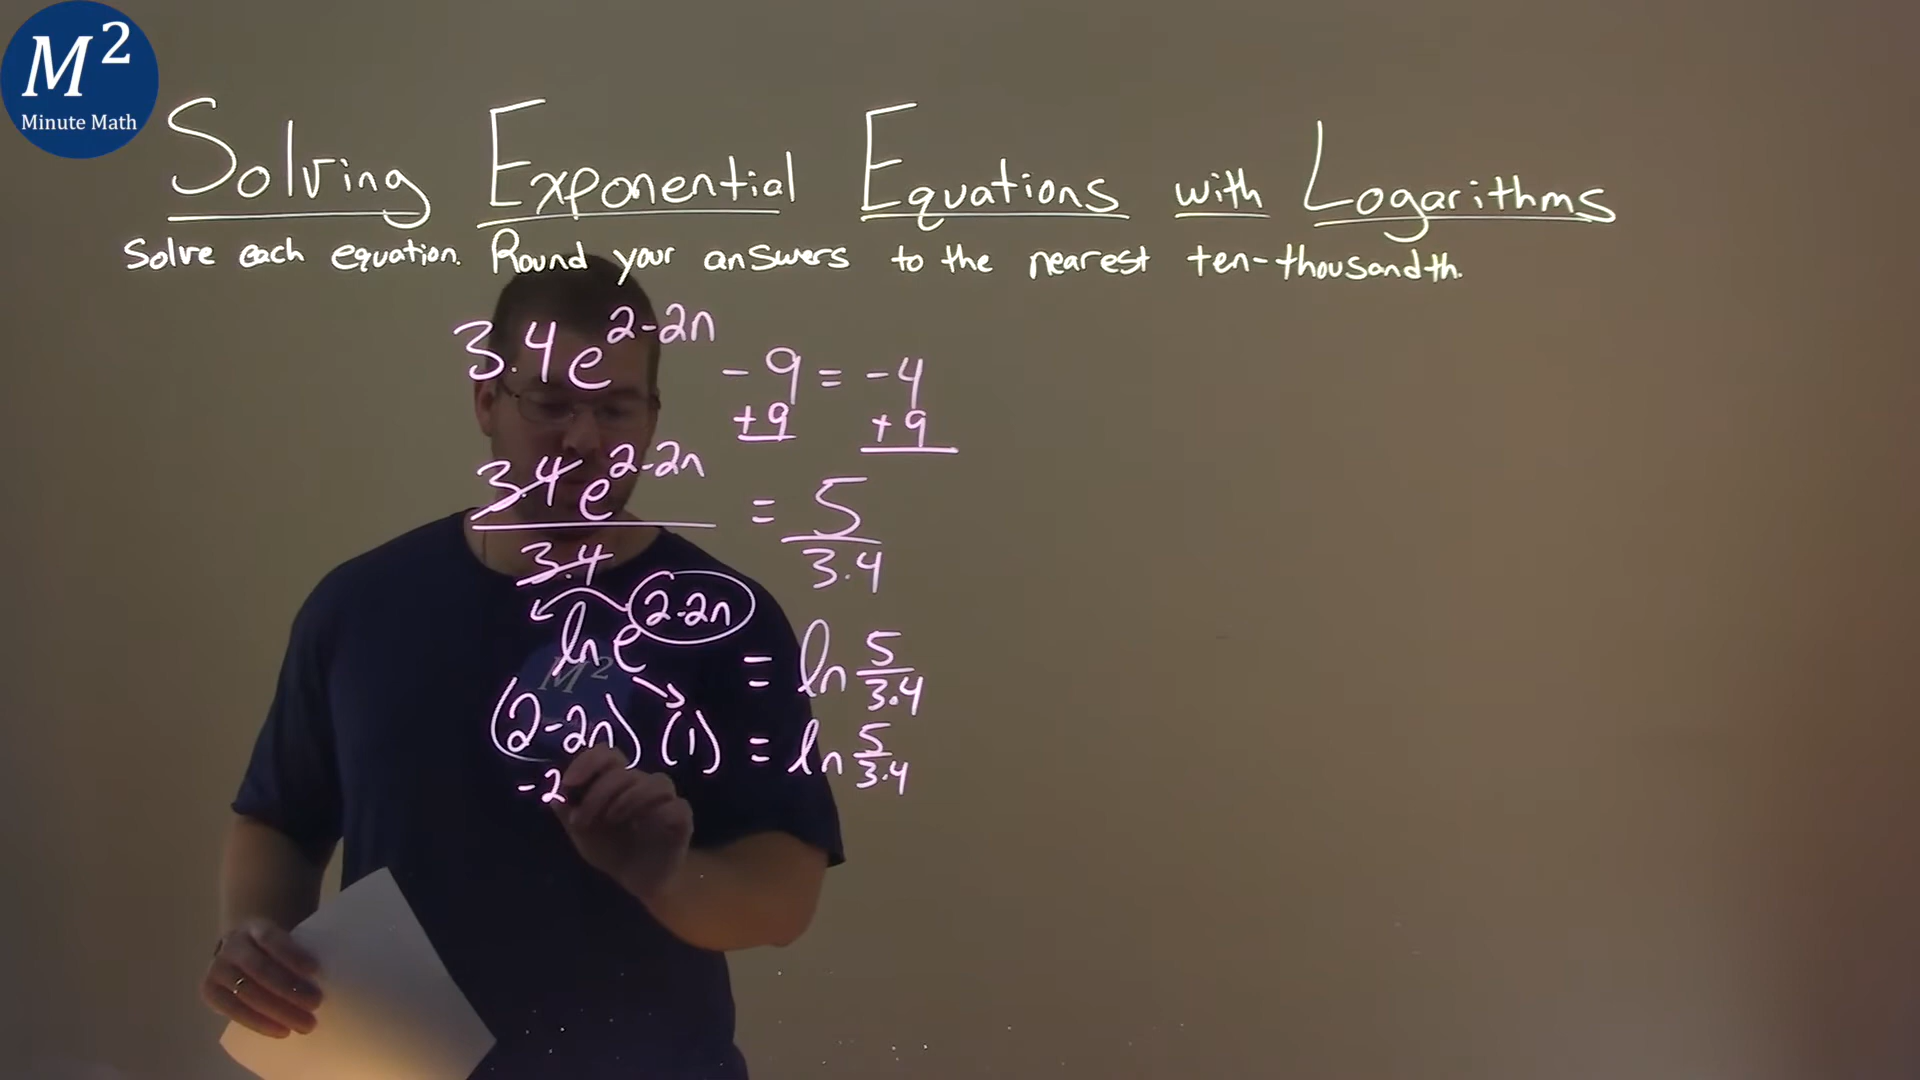 M²
Minute Math
Solving Exponential Equations with Logarithms
Solve each equation. Round your answers to the nearest ten-thousandth.
3.4e^(2-2n) - 9 = -4
+9 +9
3.4e^(2-2n) = 5
3.4 3.4
ln e^(2-2n) = ln 5/3.4
M²
(2-2n)(1) = ln 5/3.4
-2